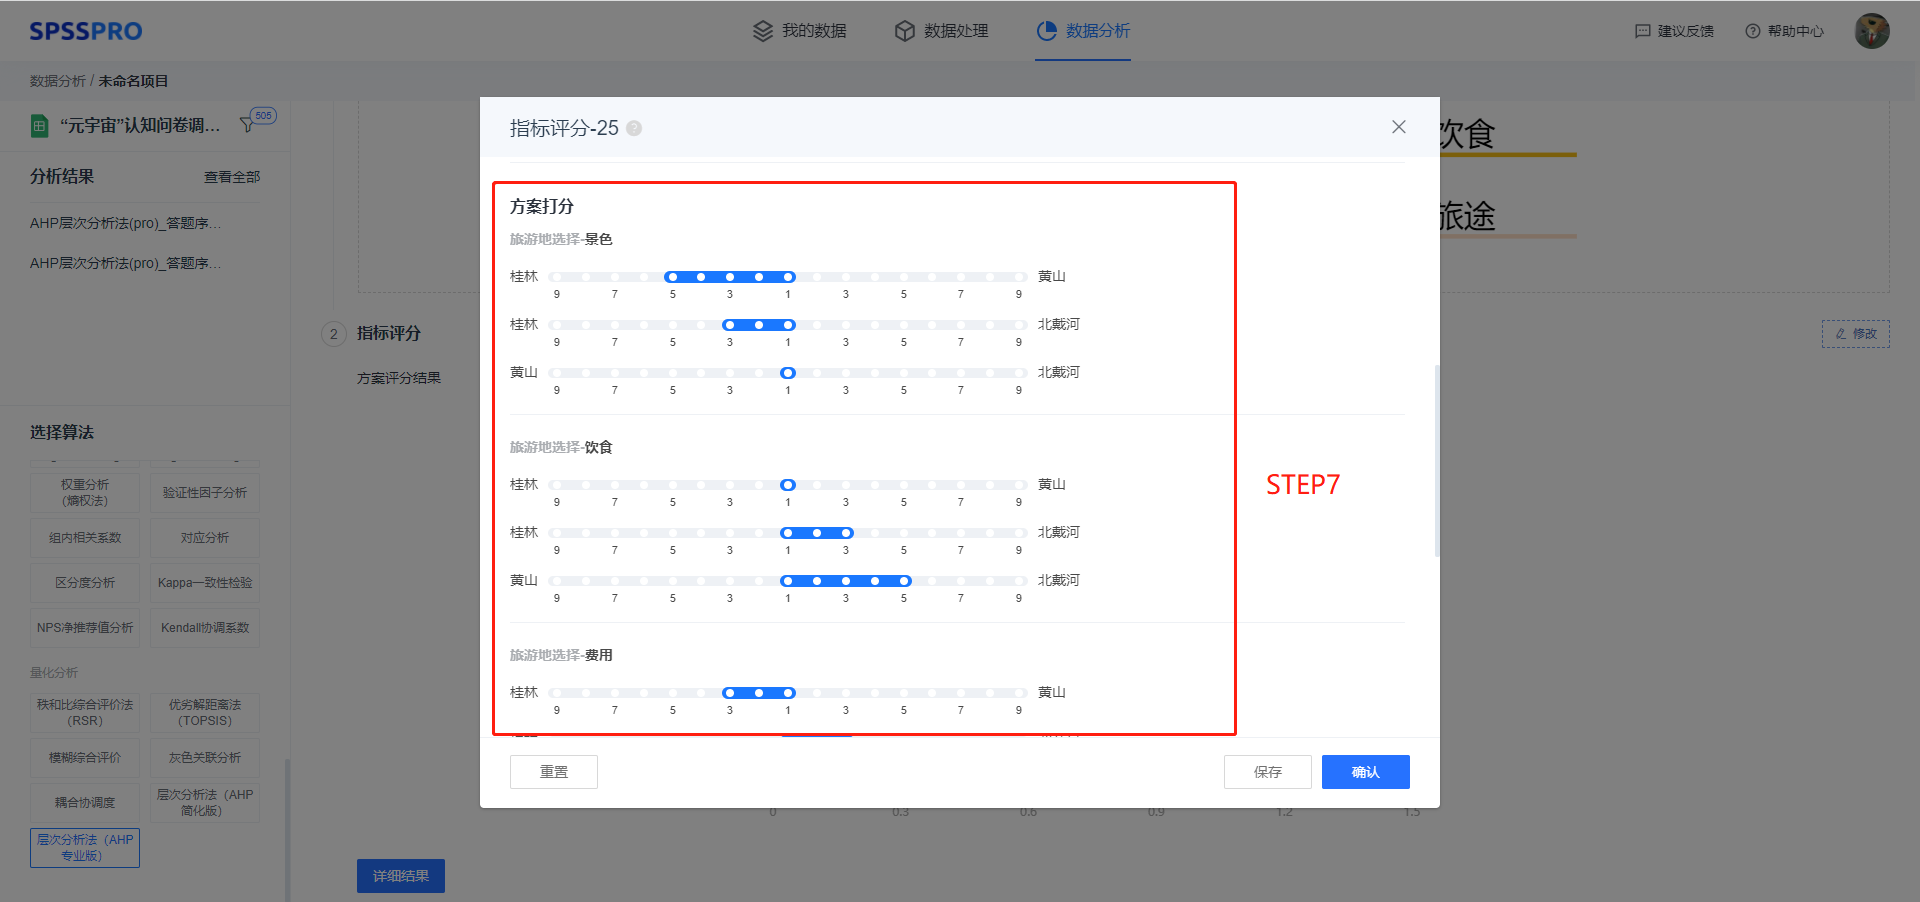 SPSSPRO
我的数据
数据处理
数据分析
建议反馈
帮助中心
数据分析 / 未命名项目
“元宇宙”认知问卷调…
505
分析结果
查看全部
AHP层次分析法(pro)_答题序…
AHP层次分析法(pro)_答题序…
选择算法
权重分析
(熵权法)
验证性因子分析
组内相关系数
对应分析
区分度分析
Kappa一致性检验
NPS净推荐值分析
Kendall协调系数
量化分析
秩和比综合评价法
(RSR)
优劣解距离法
(TOPSIS)
模糊综合评价
灰色关联分析
耦合协调度
层次分析法（AHP
简化版）
层次分析法（AHP
专业版）
2 指标评分
方案评分结果
饮食
旅途
修改
指标评分-25
方案打分
旅游地选择-景色
桂林
黄山
9 7 5 3 1 3 5 7 9
桂林
北戴河
9 7 5 3 1 3 5 7 9
黄山
北戴河
9 7 5 3 1 3 5 7 9
旅游地选择-饮食
桂林
黄山
9 7 5 3 1 3 5 7 9
桂林
北戴河
9 7 5 3 1 3 5 7 9
黄山
北戴河
9 7 5 3 1 3 5 7 9
旅游地选择-费用
桂林
黄山
9 7 5 3 1 3 5 7 9
STEP7
重置
保存
确认
0 0.3 0.6 0.9 1.2 1.5
详细结果